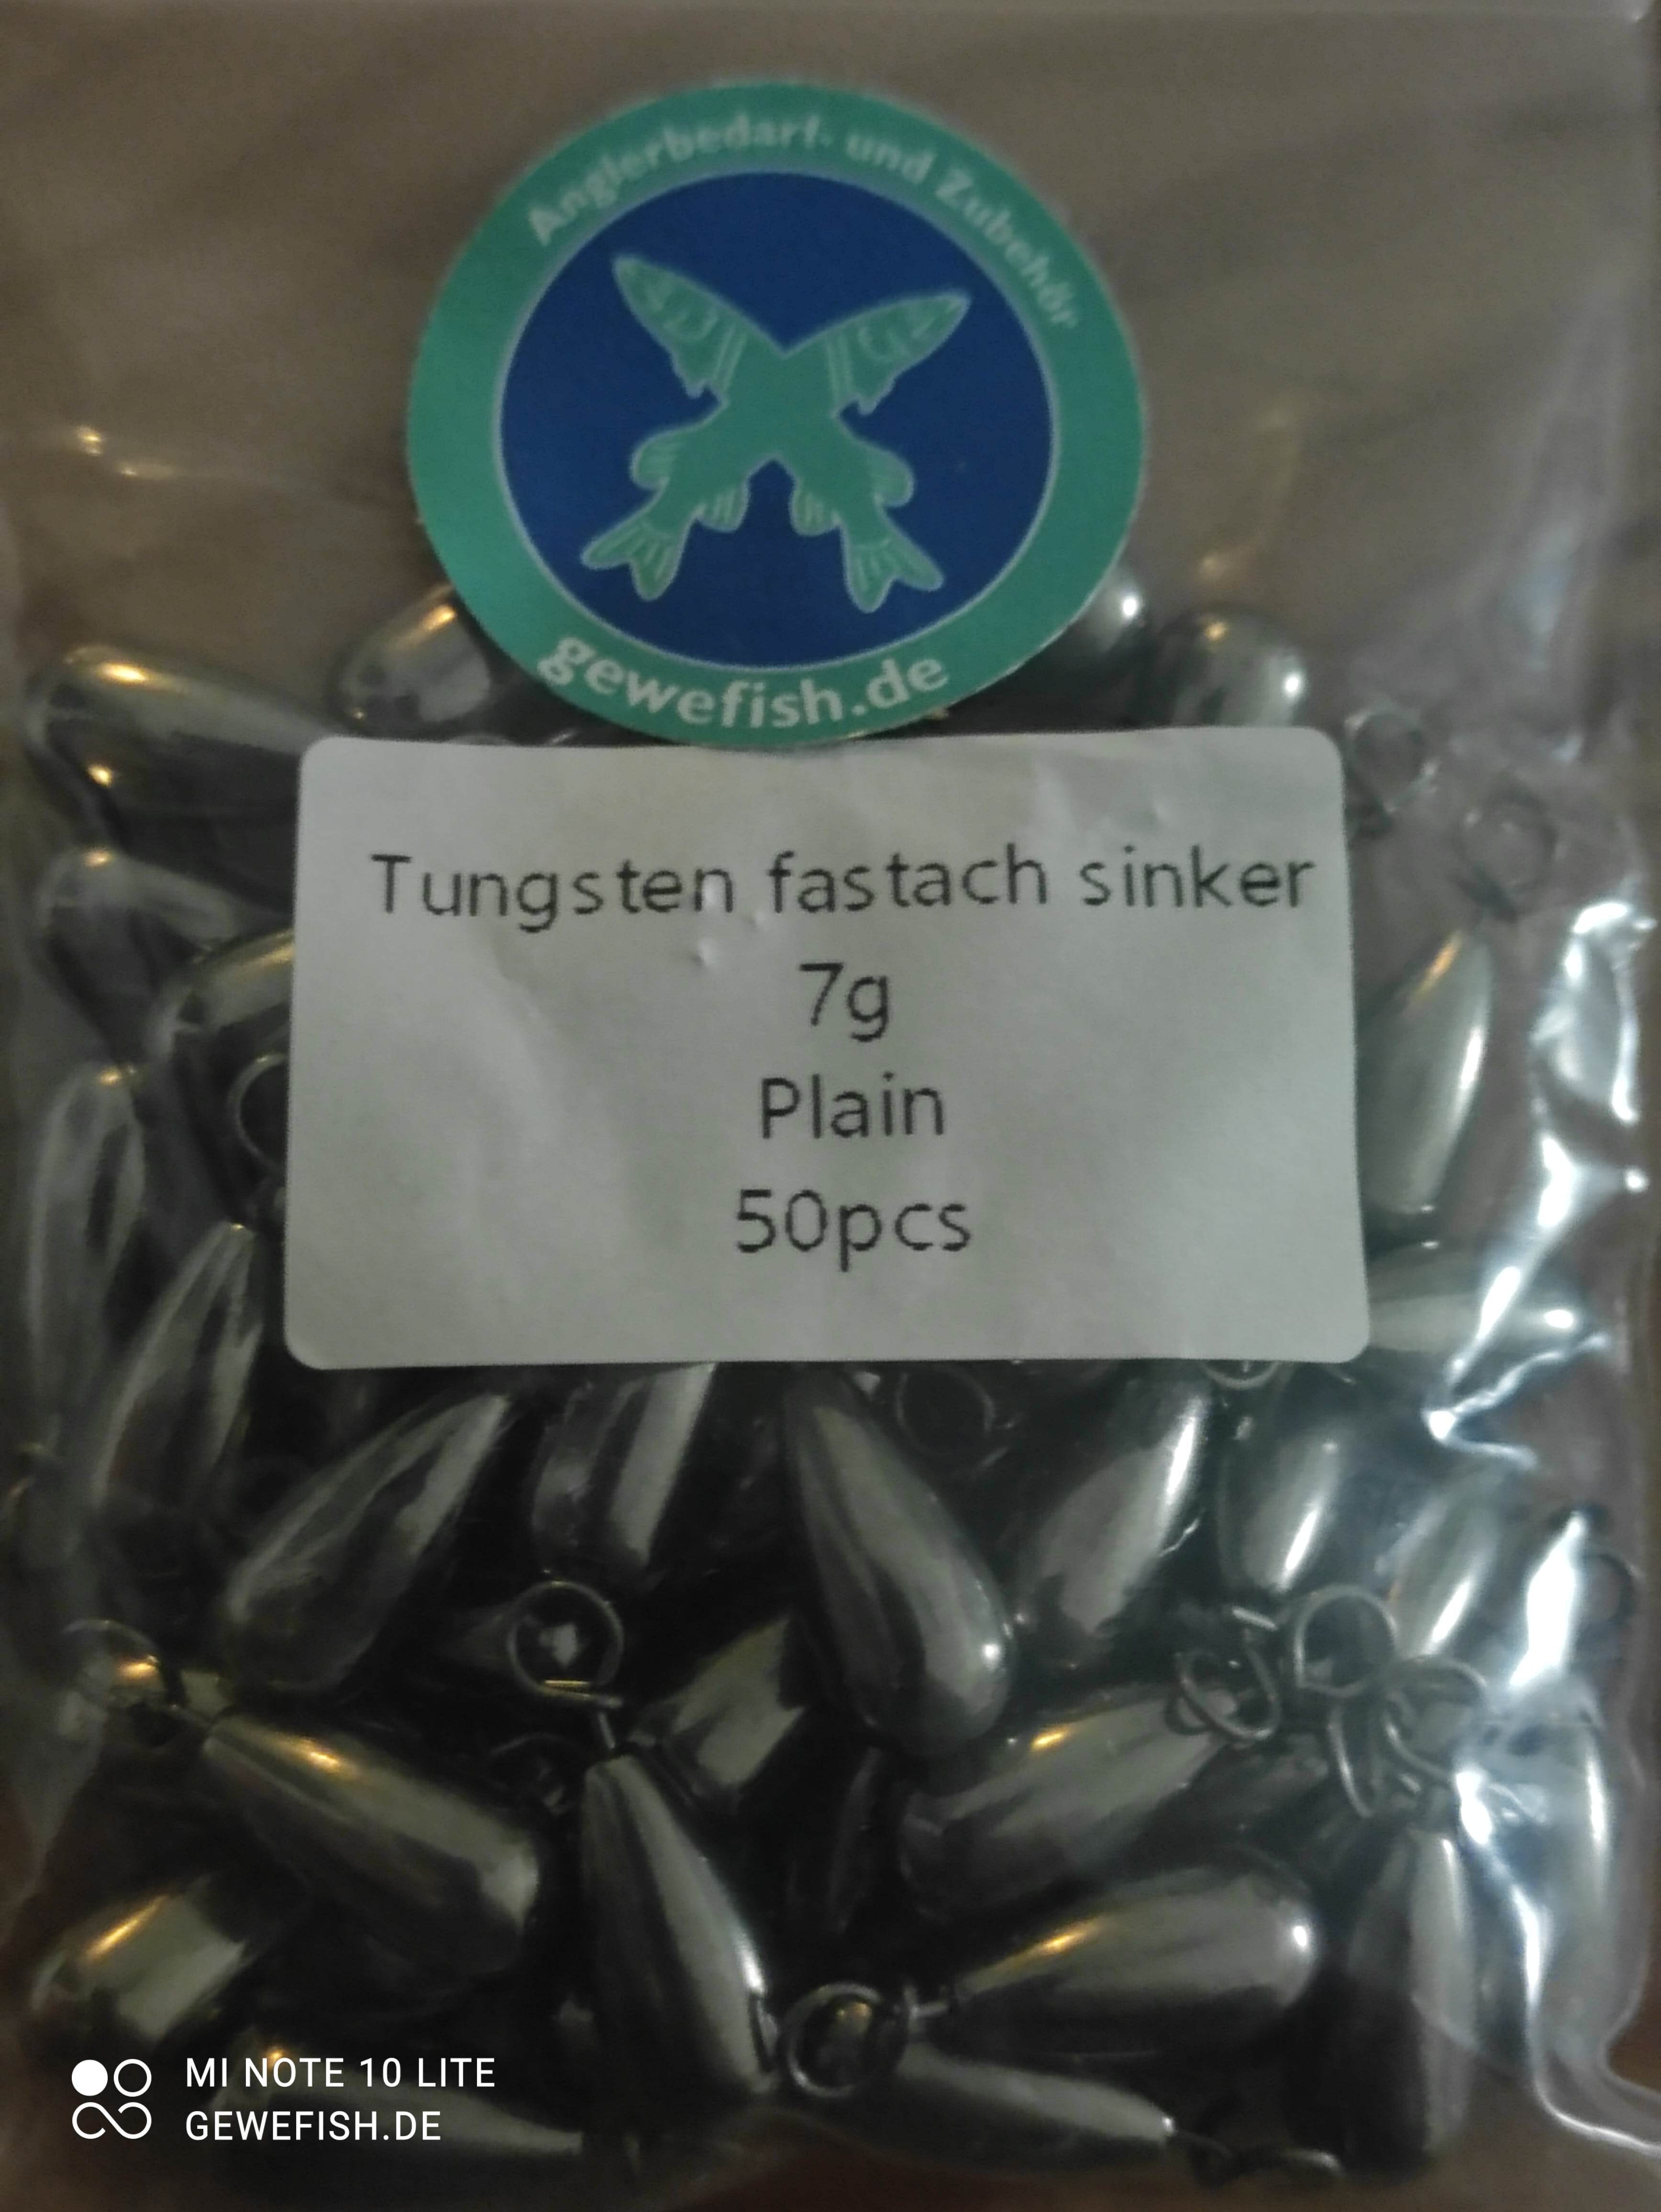 Anglerbedarf- und Zubehör
gewefish.de
Tungsten fastach sinker
7g
Plain
50pcs
MI NOTE 10 LITE
GEWEFISH.DE